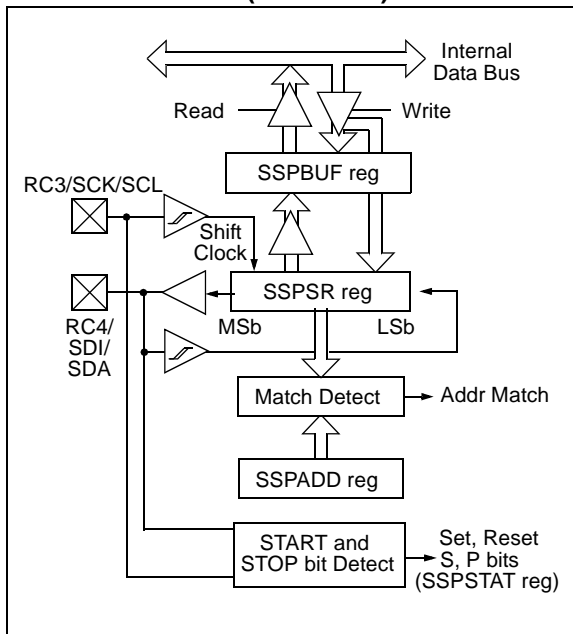 Internal
Data Bus
Read
Write
SSPBUF reg
RC3/SCK/SCL
Shift
Clock
SSPSR reg
MSb
LSb
RC4/
SDI/
SDA
Match Detect
Addr Match
SSPADD reg
START and
STOP bit Detect
Set, Reset
S, P bits
(SSPSTAT reg)